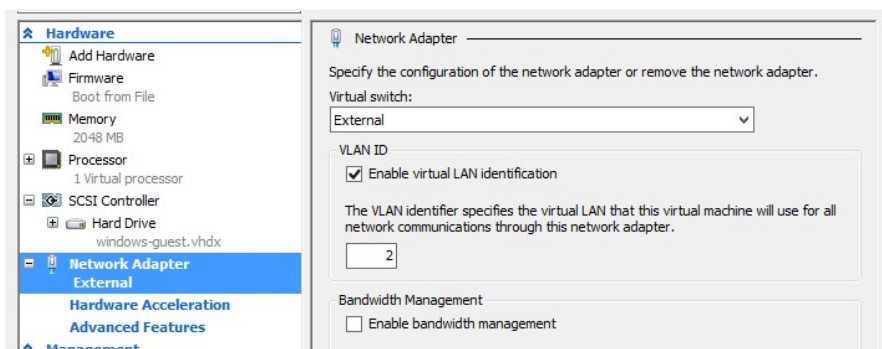 Hardware
Add Hardware
Firmware
Boot from File
Memory
2048 MB
Processor
1 Virtual processor
SCSI Controller
Hard Drive
windows-guest.vhdx
Network Adapter
External
Hardware Acceleration
Advanced Features
Management
Network Adapter
Specify the configuration of the network adapter or remove the network adapter.
Virtual switch:
External
VLAN ID
Enable virtual LAN identification
The VLAN identifier specifies the virtual LAN that this virtual machine will use for all
network communications through this network adapter.
2
Bandwidth Management
Enable bandwidth management